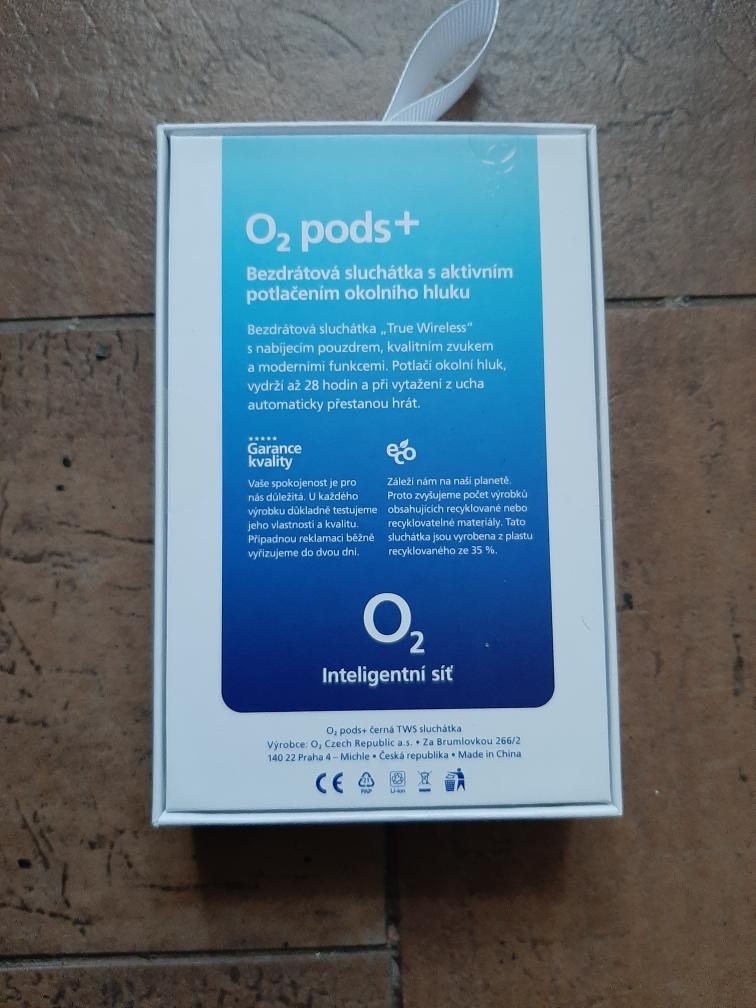 O₂ pods+
Bezdrátová sluchátka s aktivním
potlačením okolního hluku
Bezdrátová sluchátka „True Wireless“
s nabíjecím pouzdrem, kvalitním zvukem
a moderními funkcemi. Potlačí okolní hluk,
vydrží až 28 hodin a při vytažení z ucha
automaticky přestanou hrát.
Garance
kvality
Vaše spokojenost je pro
nás důležitá. U každého
výrobku důkladně testujeme
jeho vlastnosti a kvalitu.
Případnou reklamaci běžně
vyřizujeme do dvou dní.
eco
Záleží nám na naší planetě.
Proto zvyšujeme počet výrobků
obsahujících recyklované nebo
recyklovatelné materiály. Tato
sluchátka jsou vyrobena z plastu
recyklovaného ze 35 %.
O₂
Inteligentní síť
O₂ pods+ černá TWS sluchátka
Výrobce: O₂ Czech Republic a.s. • Za Brumlovkou 266/2
140 22 Praha 4 – Michle • Česká republika • Made in China
CE
21
PAP
Li-ion